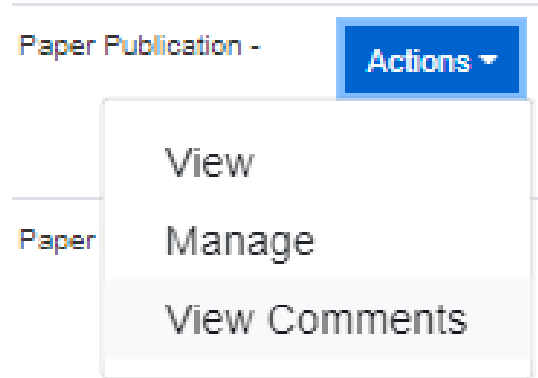 Paper Publication -
Actions
View
Paper
Manage
View Comments